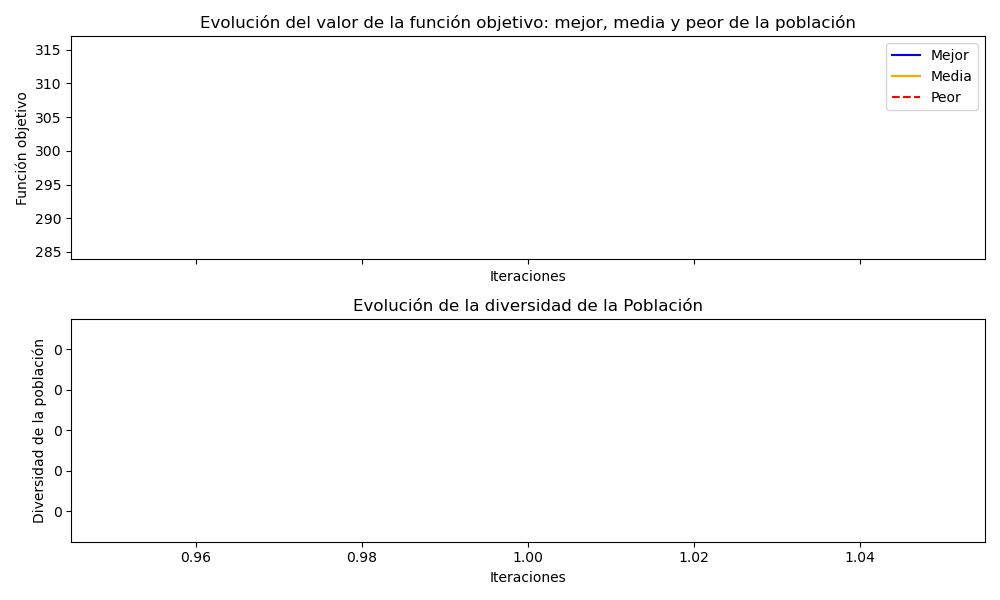 Evolución del valor de la función objetivo: mejor, media y peor de la población
315
310
305
300
295
290
285
Función objetivo
Mejor
Media
Peor
Iteraciones
Evolución de la diversidad de la Población
0
0
0
0
0
Diversidad de la población
0.96
0.98
1.00
1.02
1.04
Iteraciones